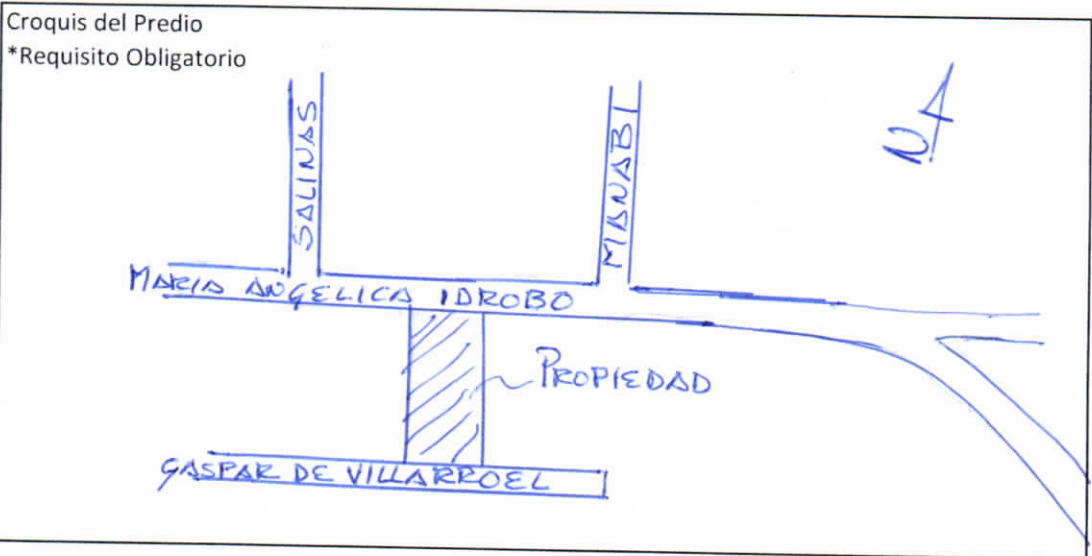 Croquis del Predio
*Requisito Obligatorio
SALINAS
MANABI
N
MARIA ANGELICA IDROBO
PROPIEDAD
GASPAR DE VILLARROEL